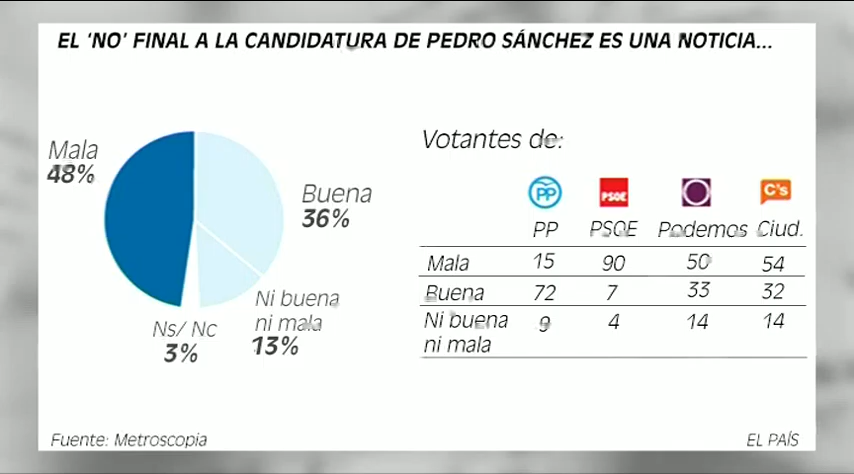 EL 'NO' FINAL A LA CANDIDATURA DE PEDRO SÁNCHEZ ES UNA NOTICIA...
Mala
48%
Buena
36%
Ni buena
ni mala
13%
Ns/ Nc
3%
Votantes de:
PP PSOE C's
PP PSOE Podemos Ciud.
Mala 15 90 50 54
Buena 72 7 33 32
Ni buena 9 4 14 14
ni mala
Fuente: Metroscopia
EL PAÍS